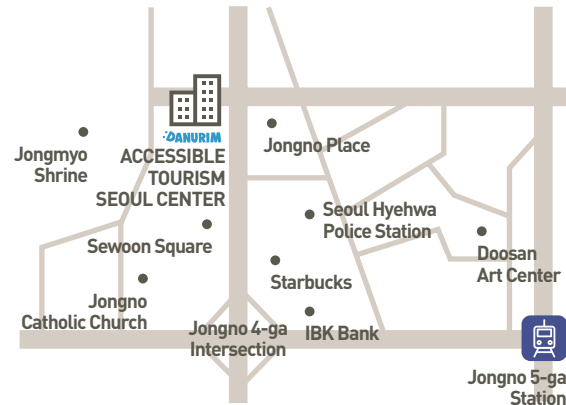 DANURIM
ACCESSIBLE
TOURISM
SEOUL CENTER
Jongmyo
Shrine
Jongno Place
Sewoon Square
Seoul Hyehwa
Police Station
Doosan
Art Center
Starbucks
Jongno
Catholic Church
Jongno 4-ga
Intersection
IBK Bank
Jongno 5-ga
Station